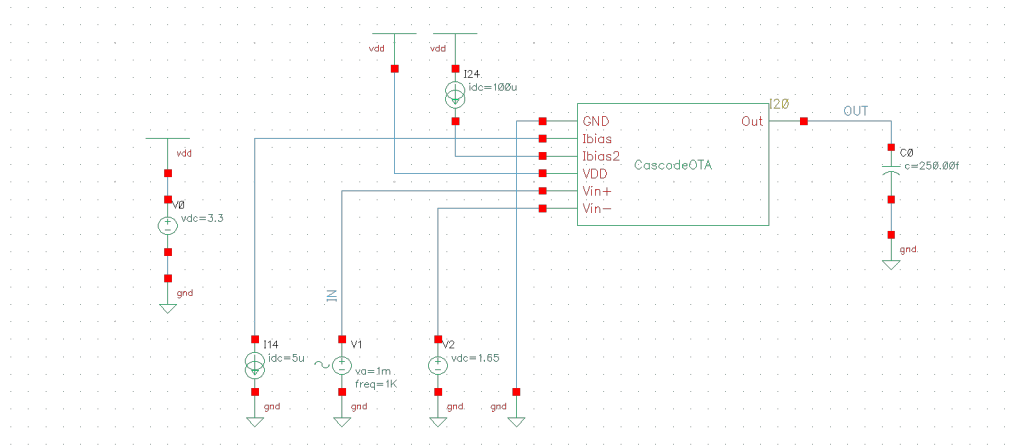 vdd
vdd
I24
idc=100u
I20
GND
Ibias
Ibias2
VDD
Vin+
Vin-
CascodeOTA
Out
OUT
C0
c=250.00f
gnd
vdd
V0
vdc=3.3
gnd
IN
I14
idc=5u
gnd
V1
va=1m
freq=1K
gnd
V2
vdc=1.65
gnd
gnd